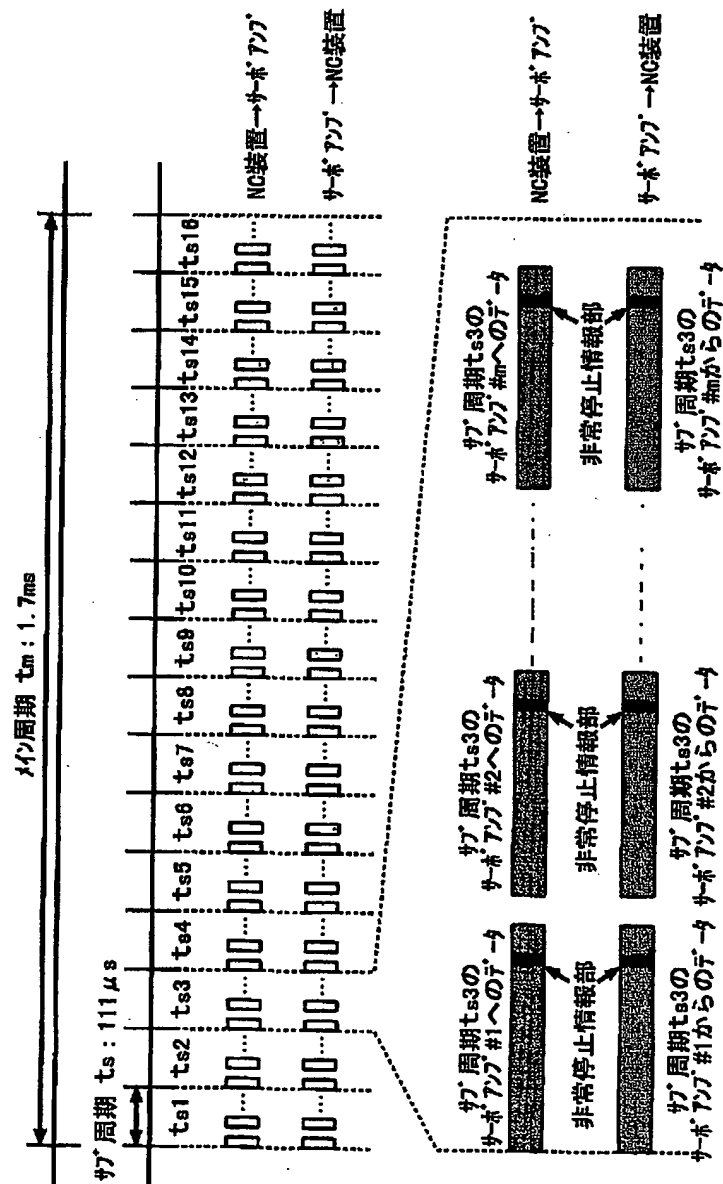 メイン周期 tm : 1.7ms
サブ周期 ts : 111μs
ts1 ts2 ts3 ts4 ts5 ts6 ts7 ts8 ts9 ts10 ts11 ts12 ts13 ts14 ts15 ts16
NC装置→サーボアンプ
サーボアンプ→NC装置
サブ周期ts3の
サーボアンプ#1へのデータ
サブ周期ts3の
サーボアンプ#2へのデータ
サブ周期ts3の
サーボアンプ#mへのデータ
NC装置→サーボアンプ
非常停止情報部
非常停止情報部
非常停止情報部
サーボアンプ→NC装置
サブ周期ts3の
サーボアンプ#1からのデータ
サブ周期ts3の
サーボアンプ#2からのデータ
サブ周期ts3の
サーボアンプ#mからのデータ